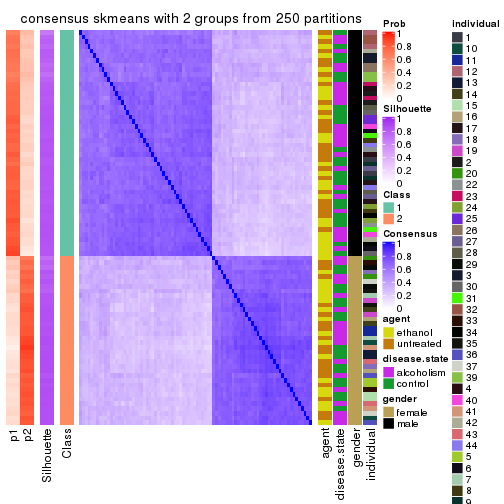 consensus skmeans with 2 groups from 250 partitions
p1
p2
Silhouette
Class
agent
disease.state
gender
individual
Prob
1
0.8
0.6
0.4
0.2
0
Silhouette
1
0.8
0.6
0.4
0.2
0
Class
1
2
Consensus
1
0.8
0.6
0.4
0.2
0
agent
ethanol
untreated
disease.state
alcoholism
control
gender
female
male
individual
1
10
11
12
13
14
15
16
17
18
19
2
20
22
23
24
25
26
27
28
29
3
30
31
32
33
34
35
36
37
39
4
40
41
42
43
44
5
6
7
8
9